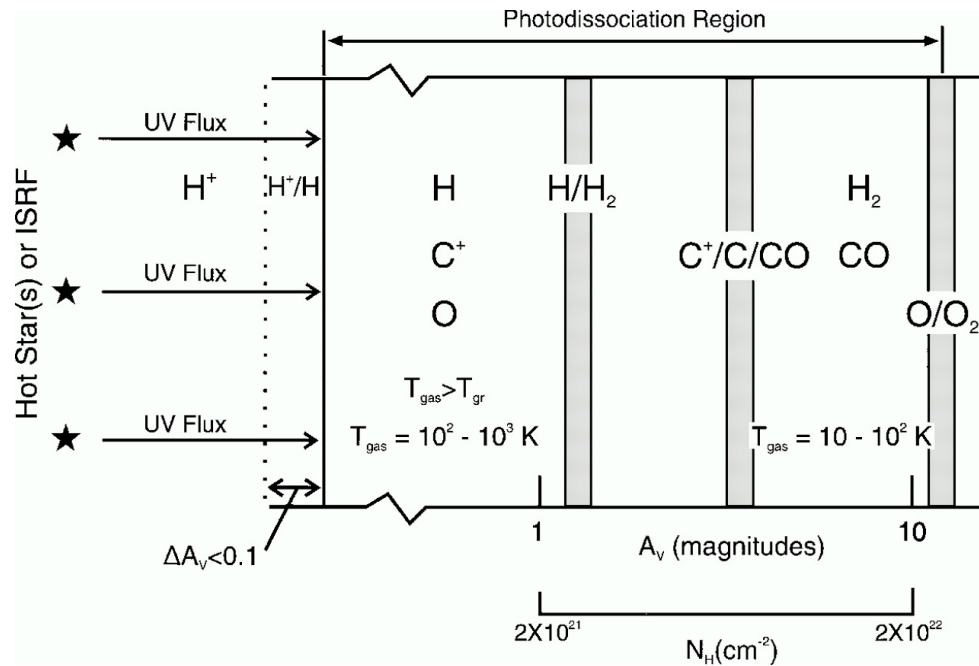 Photodissociation Region
Hot Star(s) or ISRF
UV Flux
H⁺
H⁺/H
H
H/H₂
H₂
UV Flux
C⁺
C⁺/C/CO
CO
O
O/O₂
T_gas>T_gr
UV Flux
T_gas = 10² - 10³ K
T_gas = 10 - 10² K
ΔA_V<0.1
1
A_V (magnitudes)
10
2X10²¹
N_H(cm⁻²)
2X10²²